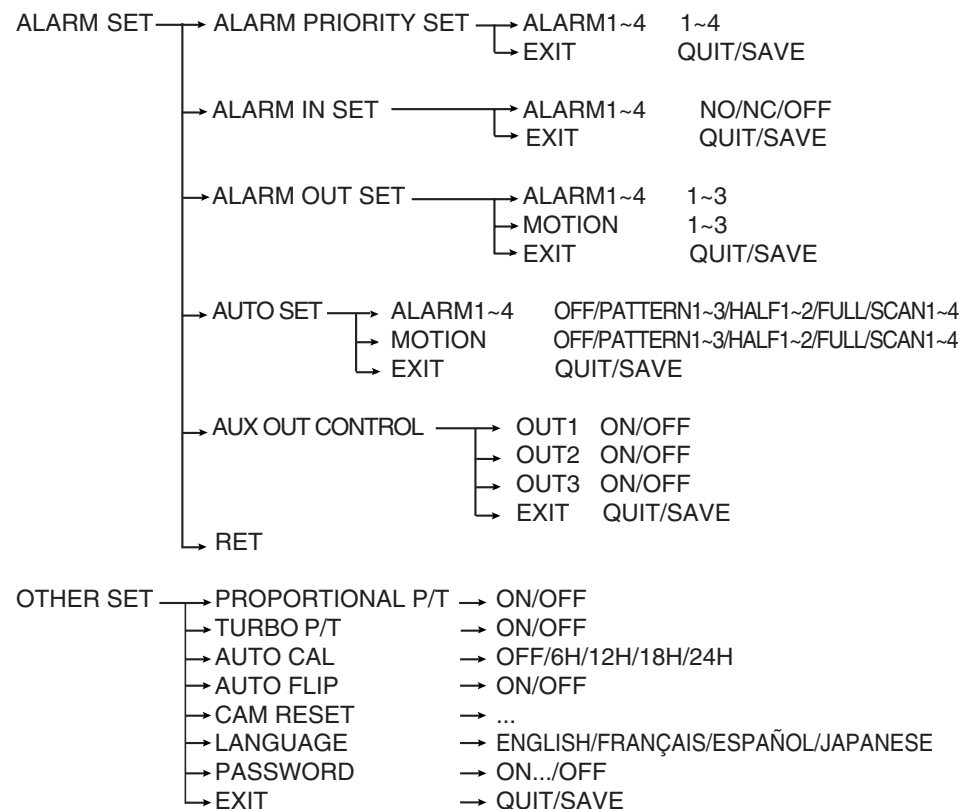 ALARM SET ALARM PRIORITY SET ALARM1~4 1~4
EXIT QUIT/SAVE
ALARM IN SET ALARM1~4 NO/NC/OFF
EXIT QUIT/SAVE
ALARM OUT SET ALARM1~4 1~3
MOTION 1~3
EXIT QUIT/SAVE
AUTO SET ALARM1~4 OFF/PATTERN1~3/HALF1~2/FULL/SCAN1~4
MOTION OFF/PATTERN1~3/HALF1~2/FULL/SCAN1~4
EXIT QUIT/SAVE
AUX OUT CONTROL OUT1 ON/OFF
OUT2 ON/OFF
OUT3 ON/OFF
EXIT QUIT/SAVE
RET
OTHER SET PROPORTIONAL P/T ON/OFF
TURBO P/T ON/OFF
AUTO CAL OFF/6H/12H/18H/24H
AUTO FLIP ON/OFF
CAM RESET ...
LANGUAGE ENGLISH/FRANÇAIS/ESPAÑOL/JAPANESE
PASSWORD ON.../OFF
EXIT QUIT/SAVE